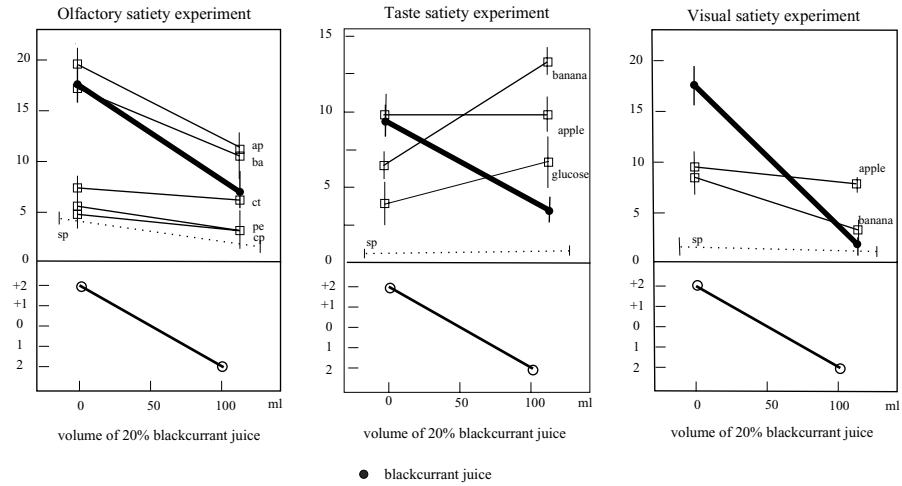 Olfactory satiety experiment
20
15
10
5
0
ap
ba
ct
pe
cp
sp
+2
+1
0
1
2
0 50 100 ml
volume of 20% blackcurrant juice
Taste satiety experiment
15
10
5
0
banana
apple
glucose
sp
+2
+1
0
1
2
0 50 100 ml
volume of 20% blackcurrant juice
Visual satiety experiment
20
15
10
5
0
apple
banana
sp
+2
+1
0
1
2
0 50 100 ml
volume of 20% blackcurrant juice
blackcurrant juice